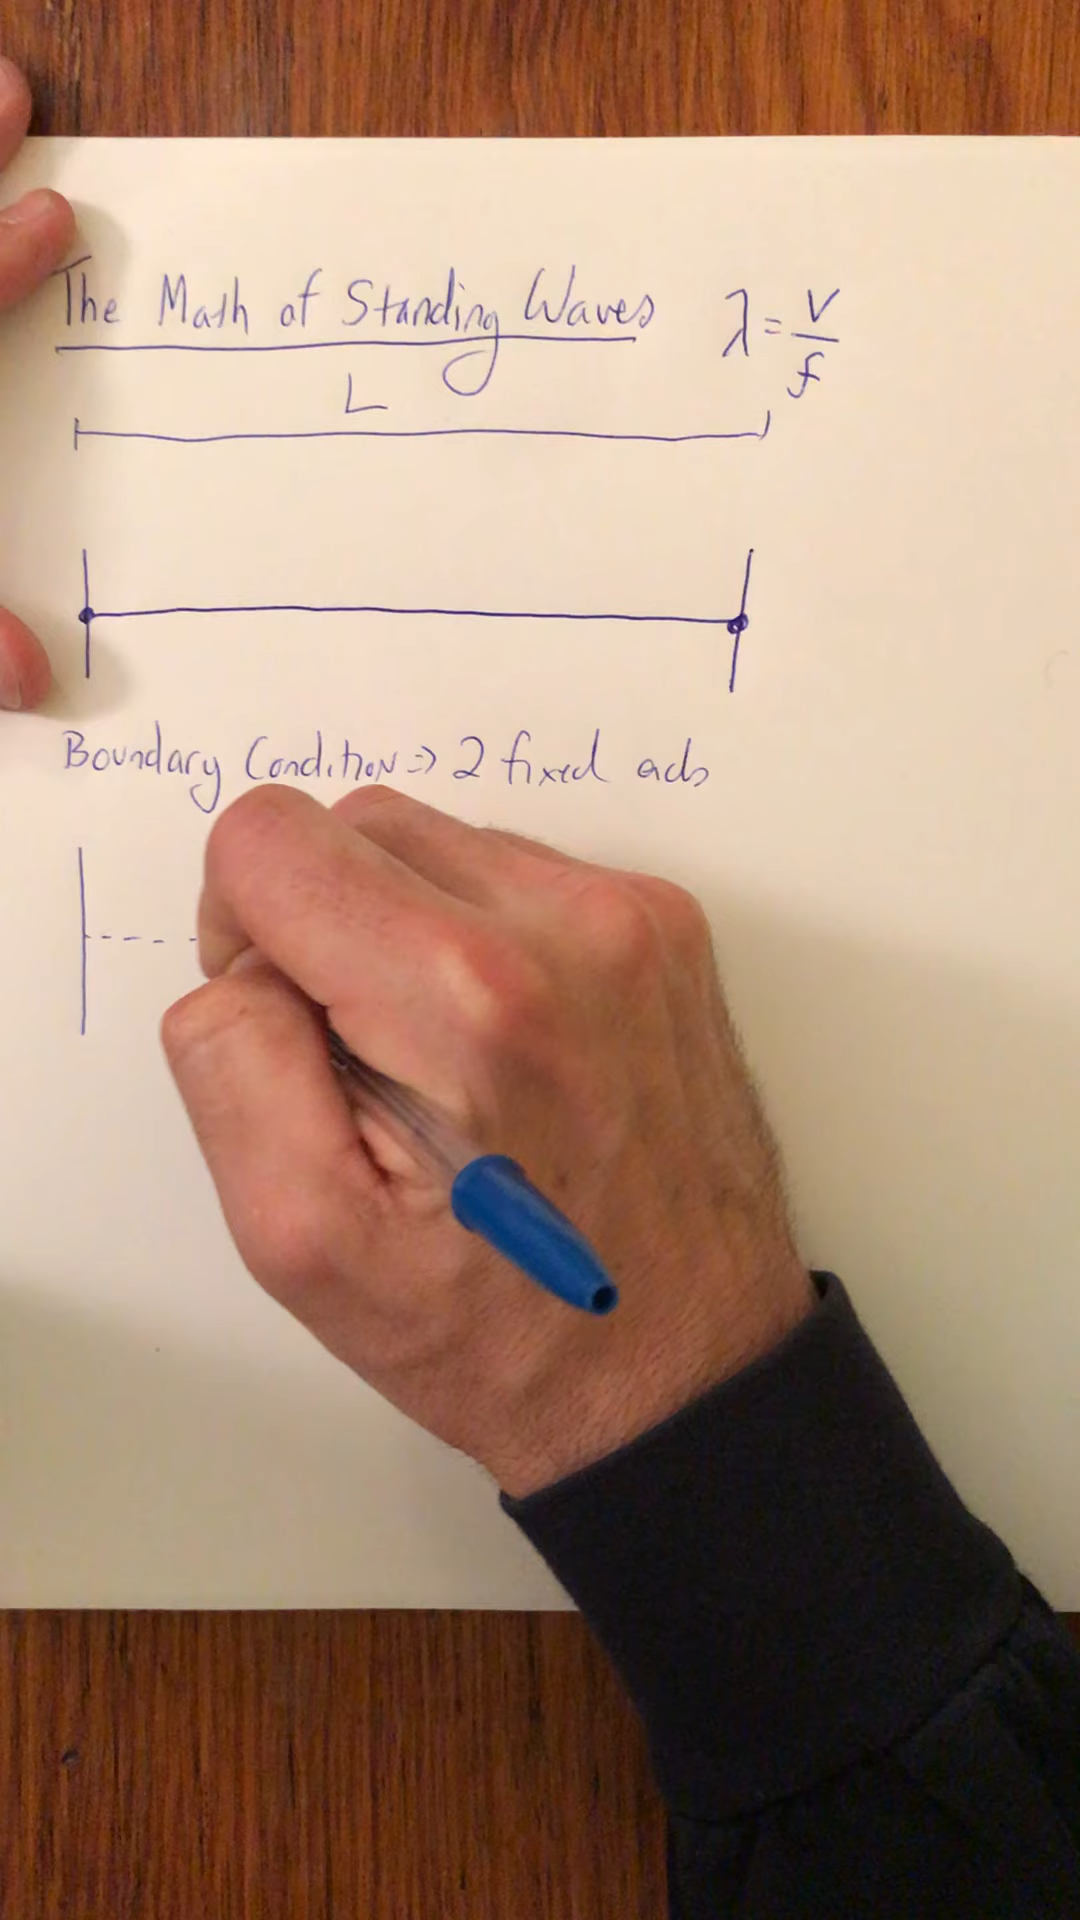 The Math of Standing Waves λ = v/f
L
Boundary Condition => 2 fixed ends